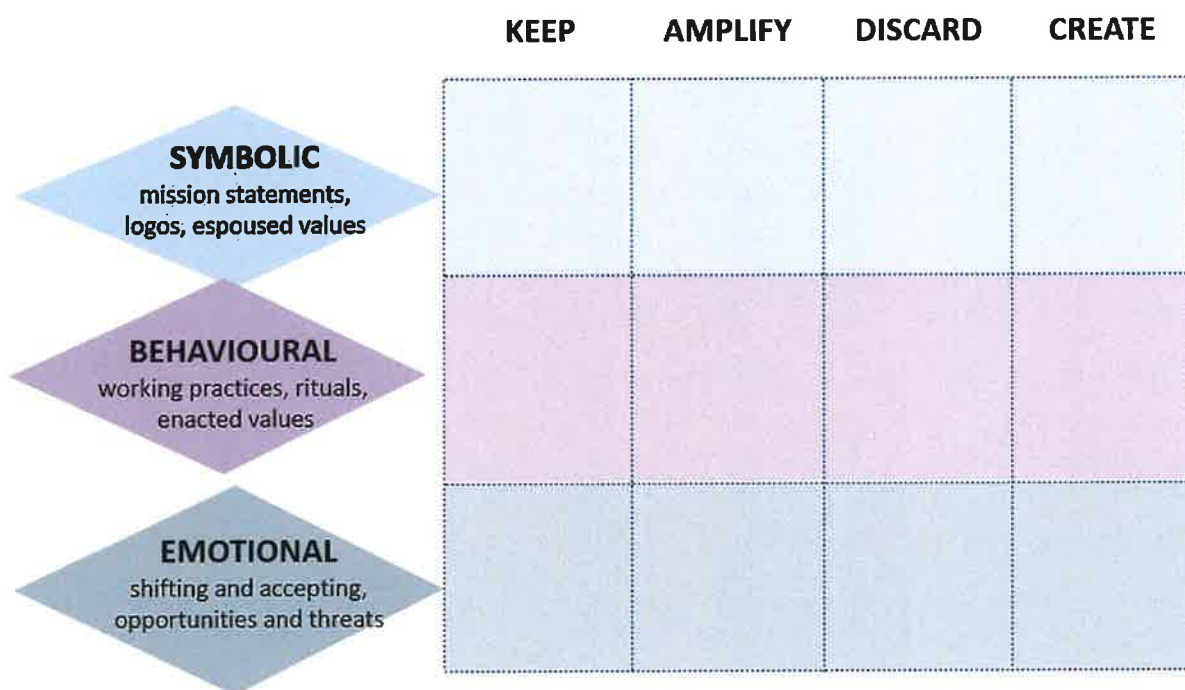 KEEP AMPLIFY DISCARD CREATE
SYMBOLIC
mission statements,
logos, espoused values
BEHAVIOURAL
working practices, rituals,
enacted values
EMOTIONAL
shifting and accepting,
opportunities and threats